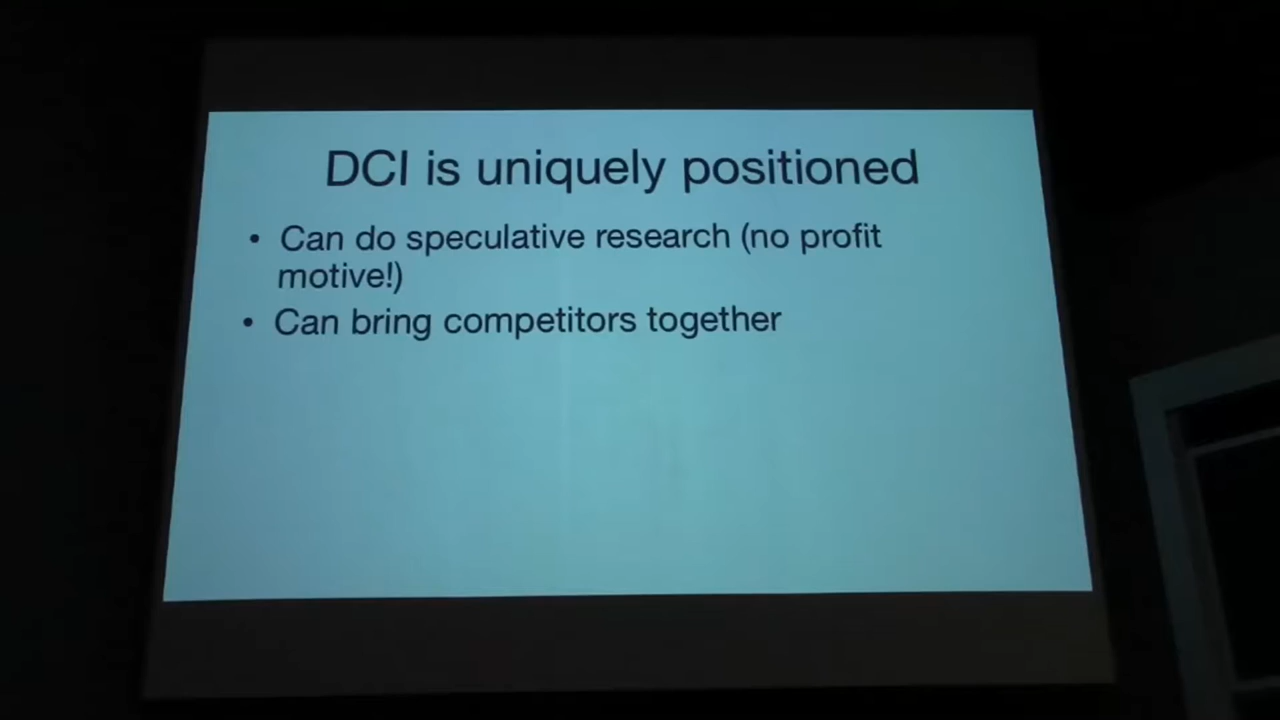 DCI is uniquely positioned
• Can do speculative research (no profit
motive!)
• Can bring competitors together